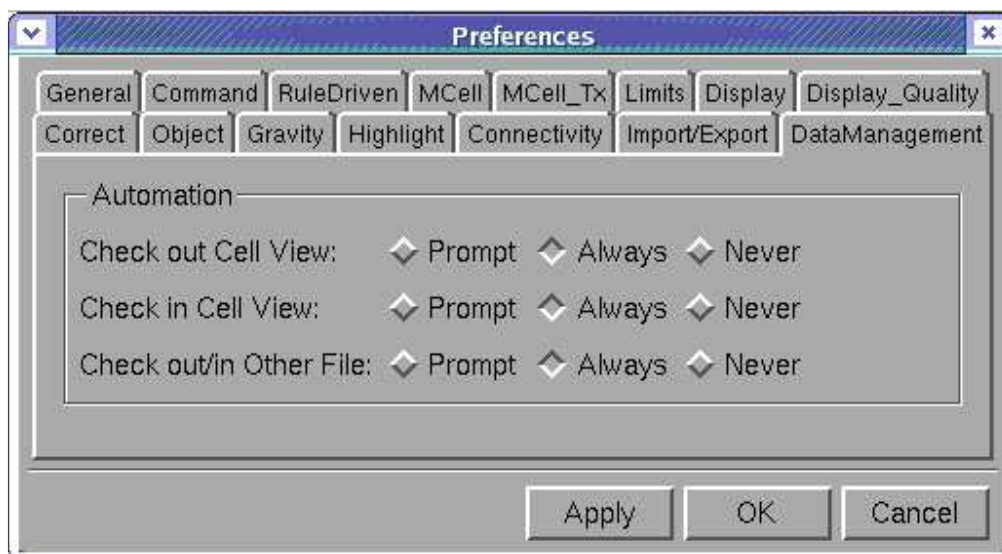 Preferences
General Command RuleDriven MCell MCell_Tx Limits Display Display_Quality
Correct Object Gravity Highlight Connectivity Import/Export DataManagement
Automation
Check out Cell View: Prompt Always Never
Check in Cell View: Prompt Always Never
Check out/in Other File: Prompt Always Never
Apply OK Cancel